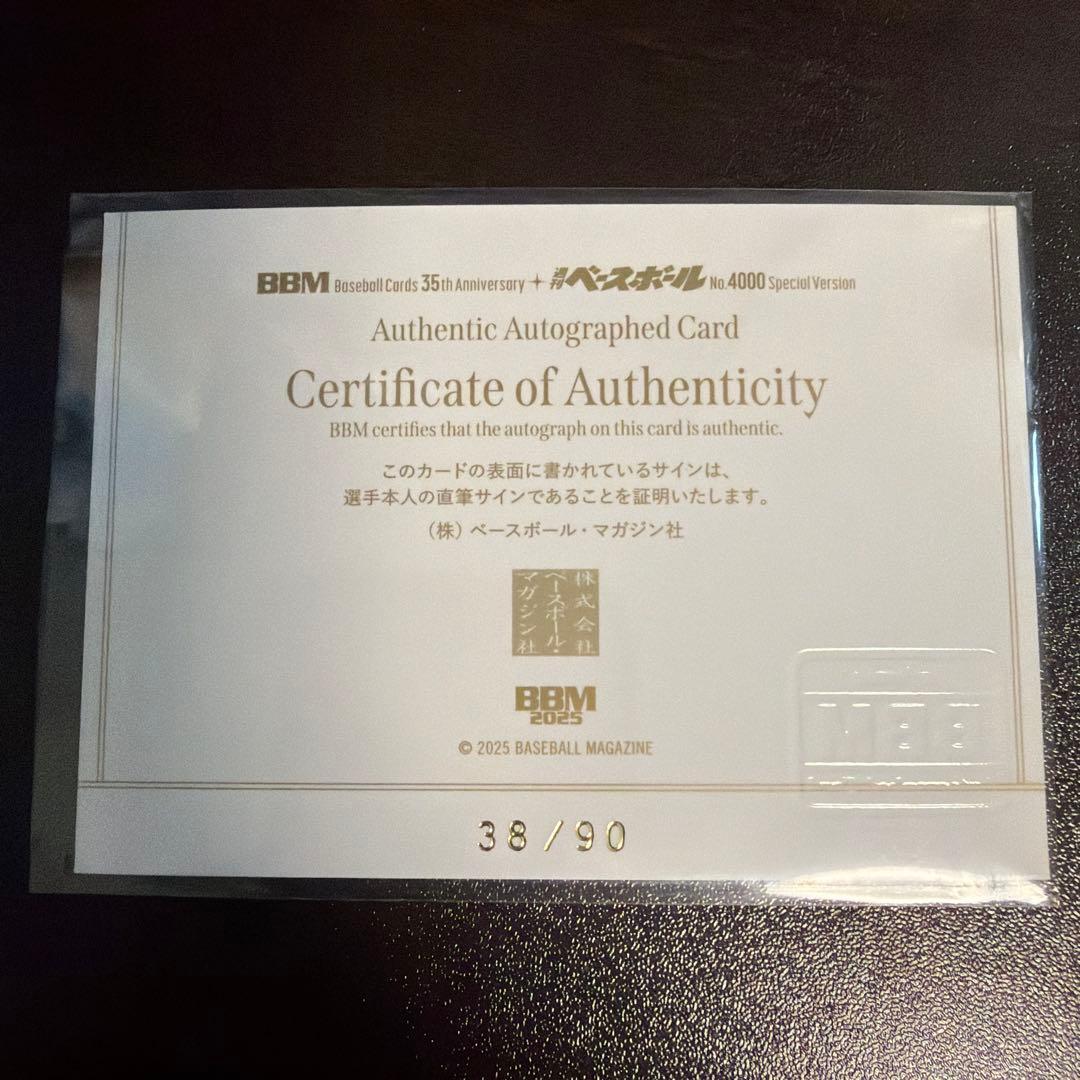 BBM Baseball Cards 35th Anniversary + 週刊ベースボール No.4000 Special Version
Authentic Autographed Card
Certificate of Authenticity
BBM certifies that the autograph on this card is authentic.
このカードの表面に書かれているサインは、
選手本人の直筆サインであることを証明いたします。
（株）ベースボール・マガジン社
株式会社
ベースボール・
マガジン社
BBM
2025
© 2025 BASEBALL MAGAZINE
BBM
38/90